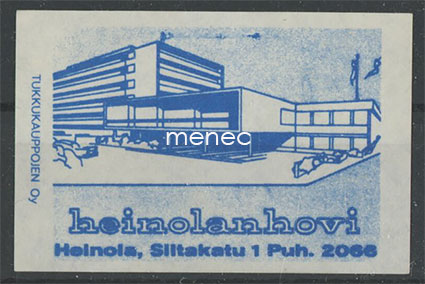 TUKKUKAUPPOJEN Oy
menec
heinolanhovi
Heinola, Siltakatu 1 Puh. 2066